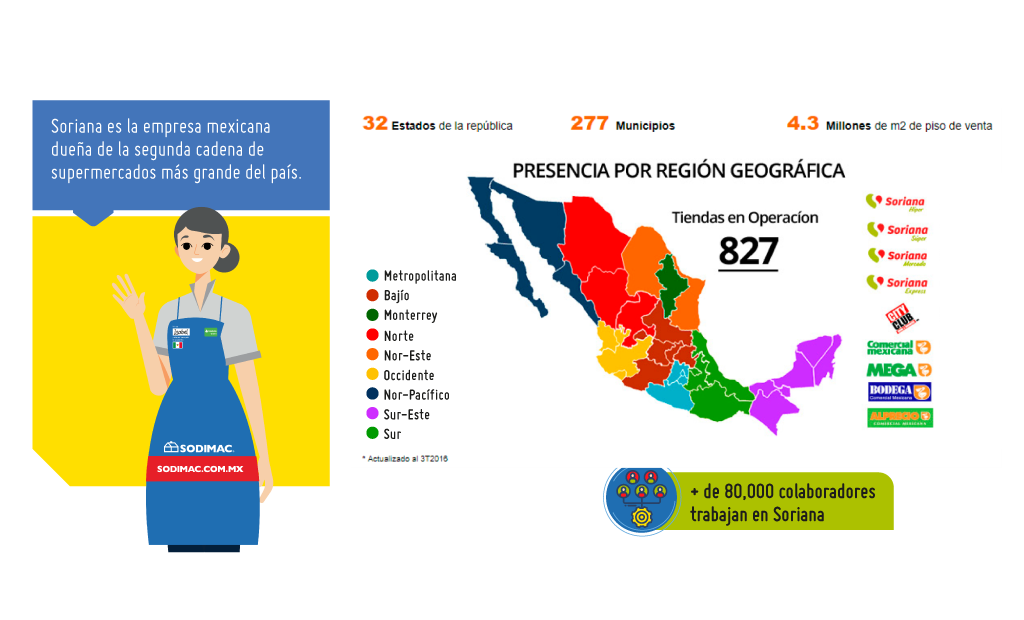 Soriana es la empresa mexicana
dueña de la segunda cadena de
supermercados más grande del país.
32 Estados de la república
277 Municipios
4.3 Millones de m2 de piso de venta
PRESENCIA POR REGIÓN GEOGRÁFICA
Tiendas en Operacíon
827
Metropolitana
Bajío
Monterrey
Norte
Nor-Este
Occidente
Nor-Pacífico
Sur-Este
Sur
* Actualizado al 3T2016
Soriana
Híper
Soriana
Súper
Soriana
Mercado
Soriana
Express
CITY
CLUB
Comercial
mexicana
MEGA
BODEGA
Comercial Mexicana
ALPRECIO
COMERCIAL MEXICANA
SODIMAC
SODIMAC.COM.MX
+ de 80,000 colaboradores
trabajan en Soriana